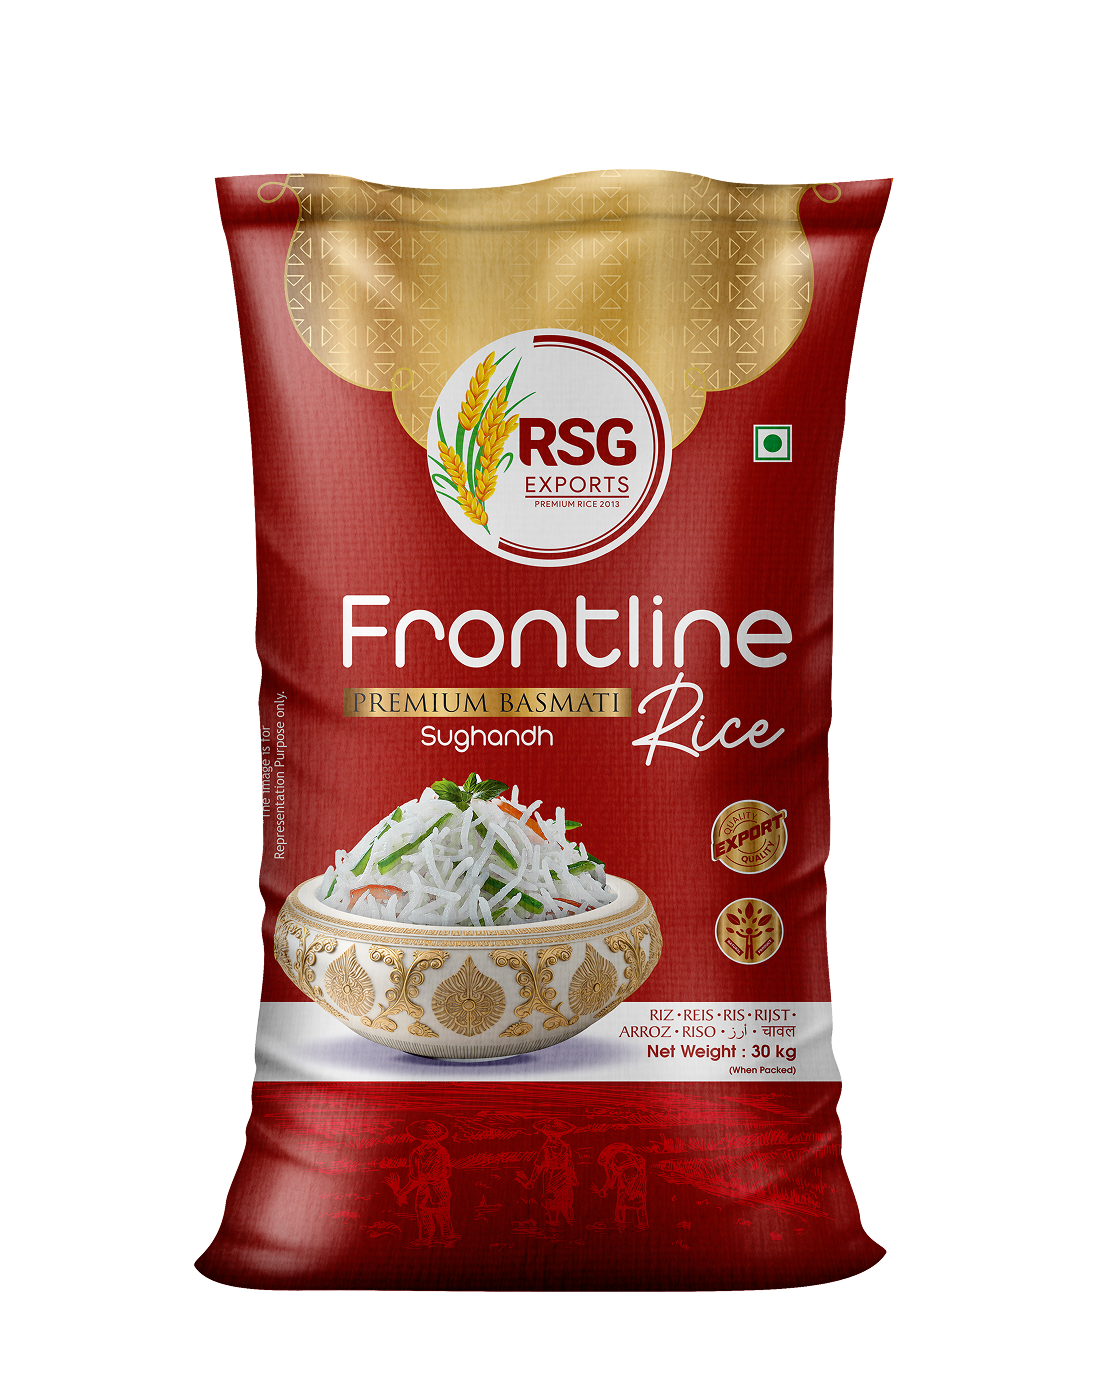 RSG
EXPORTS
PREMIUM RICE 2013
Frontline
PREMIUM BASMATI
Rice
Sughandh
The Image is for
Representation Purpose only.
QUALITY
EXPORT
QUALITY
RIZ • REIS • RIS • RIJST •
ARROZ • RISO • أرز • चावल
Net Weight : 30 kg
(When Packed)